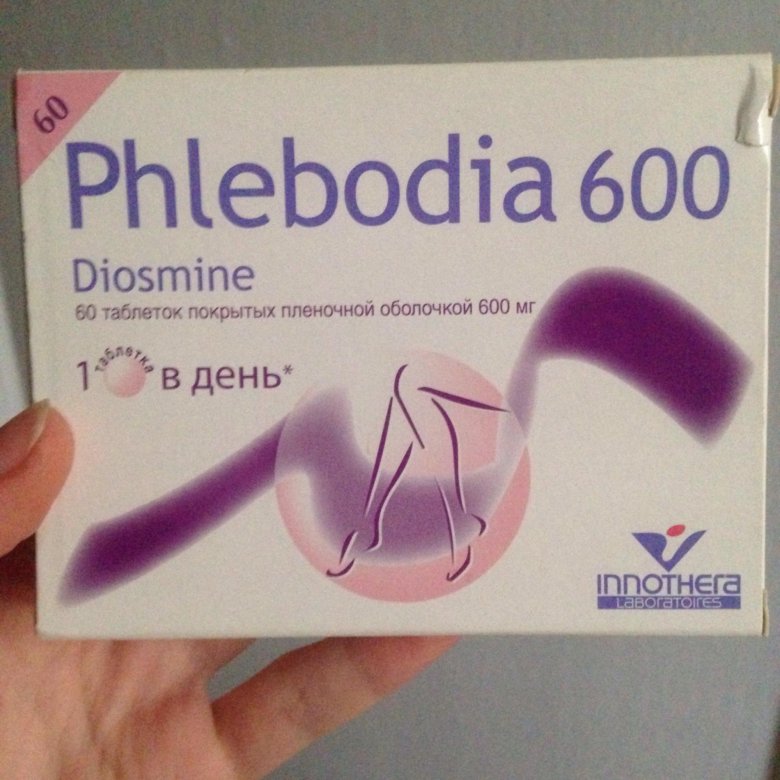 60
Phlebodia 600
Diosmine
60 таблеток покрытых пленочной оболочкой 600 мг
1 таблетка в день*
INNOTHERA
LABORATOIRES